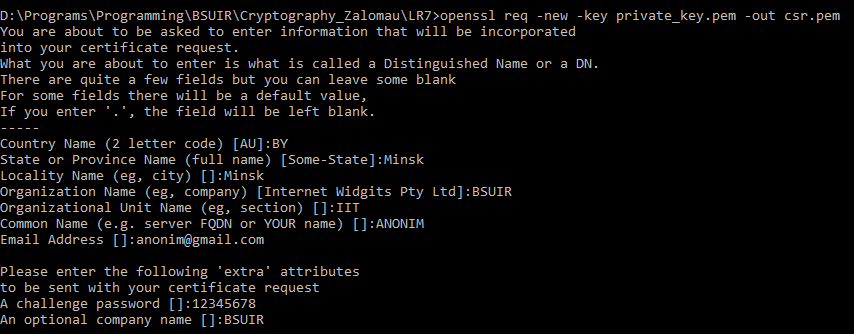 D:\Programs\Programming\BSUIR\Cryptography_Zalomau\LR7>openssl req -new -key private_key.pem -out csr.pem
You are about to be asked to enter information that will be incorporated
into your certificate request.
What you are about to enter is what is called a Distinguished Name or a DN.
There are quite a few fields but you can leave some blank
For some fields there will be a default value,
If you enter '.', the field will be left blank.
-----
Country Name (2 letter code) [AU]:BY
State or Province Name (full name) [Some-State]:Minsk
Locality Name (eg, city) []:Minsk
Organization Name (eg, company) [Internet Widgits Pty Ltd]:BSUIR
Organizational Unit Name (eg, section) []:IIT
Common Name (e.g. server FQDN or YOUR name) []:ANONIM
Email Address []:anonim@gmail.com

Please enter the following 'extra' attributes
to be sent with your certificate request
A challenge password []:12345678
An optional company name []:BSUIR